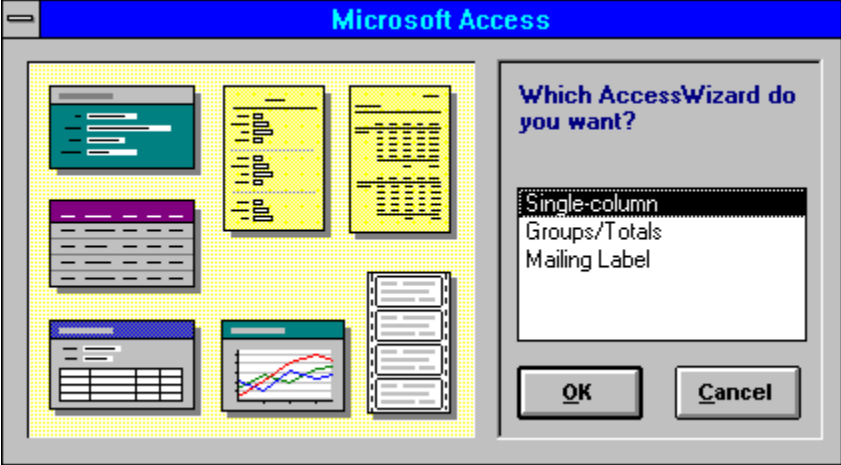 Microsoft Access
Which AccessWizard do
you want?
Single-column
Groups/Totals
Mailing Label
OK
Cancel